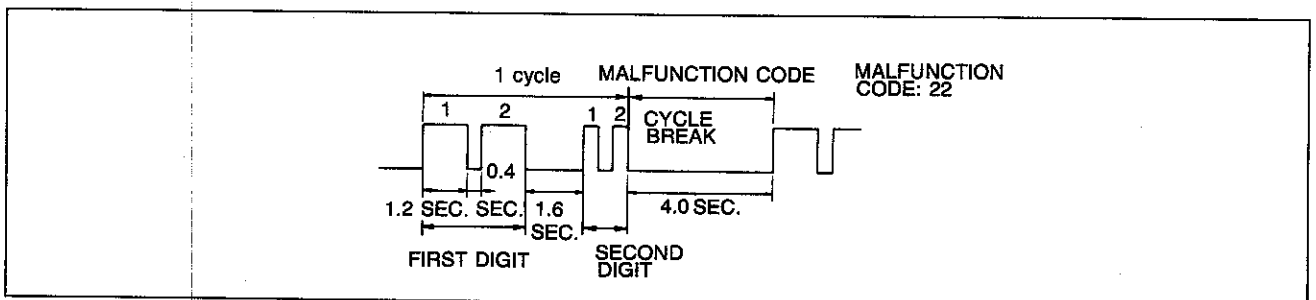 1 cycle MALFUNCTION CODE MALFUNCTION
CODE: 22
1 2 1 2 CYCLE
BREAK
0.4
1.2 SEC. SEC. 1.6
SEC. 4.0 SEC.
FIRST DIGIT SECOND
DIGIT